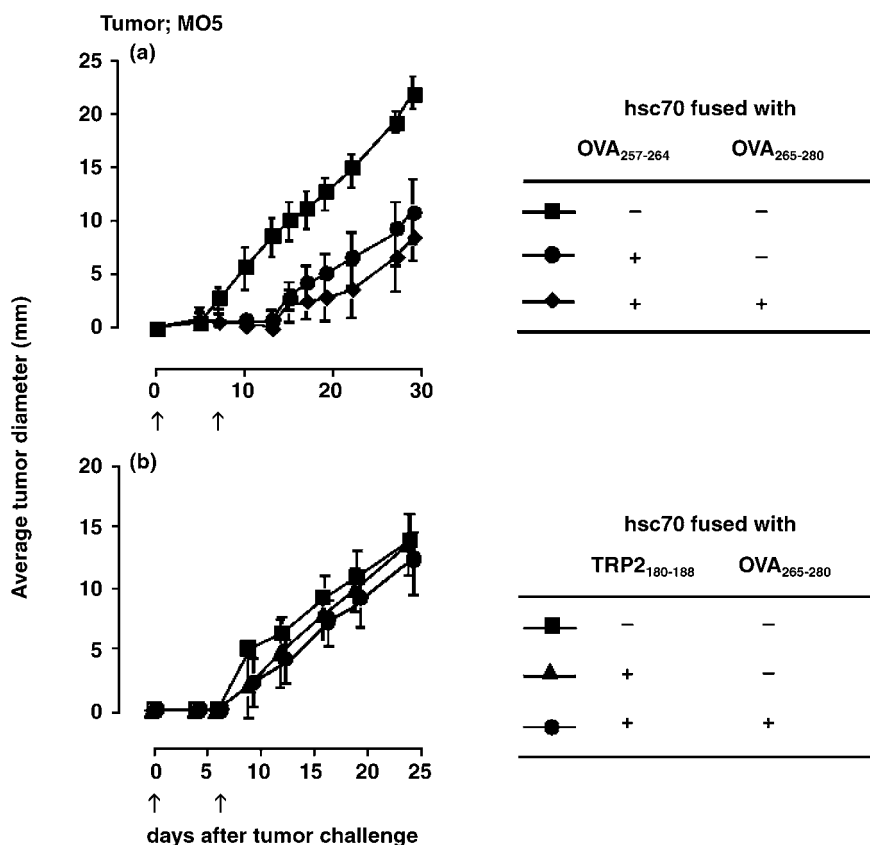 Tumor; MO5
(a)
25
20
15
10
5
0
0 10 20 30
↑ ↑
hsc70 fused with
OVA257-264 OVA265-280
− −
+ −
+ +
Average tumor diameter (mm)
(b)
20
15
10
5
0
0 5 10 15 20 25
↑ ↑
days after tumor challenge
hsc70 fused with
TRP2180-188 OVA265-280
− −
+ −
+ +